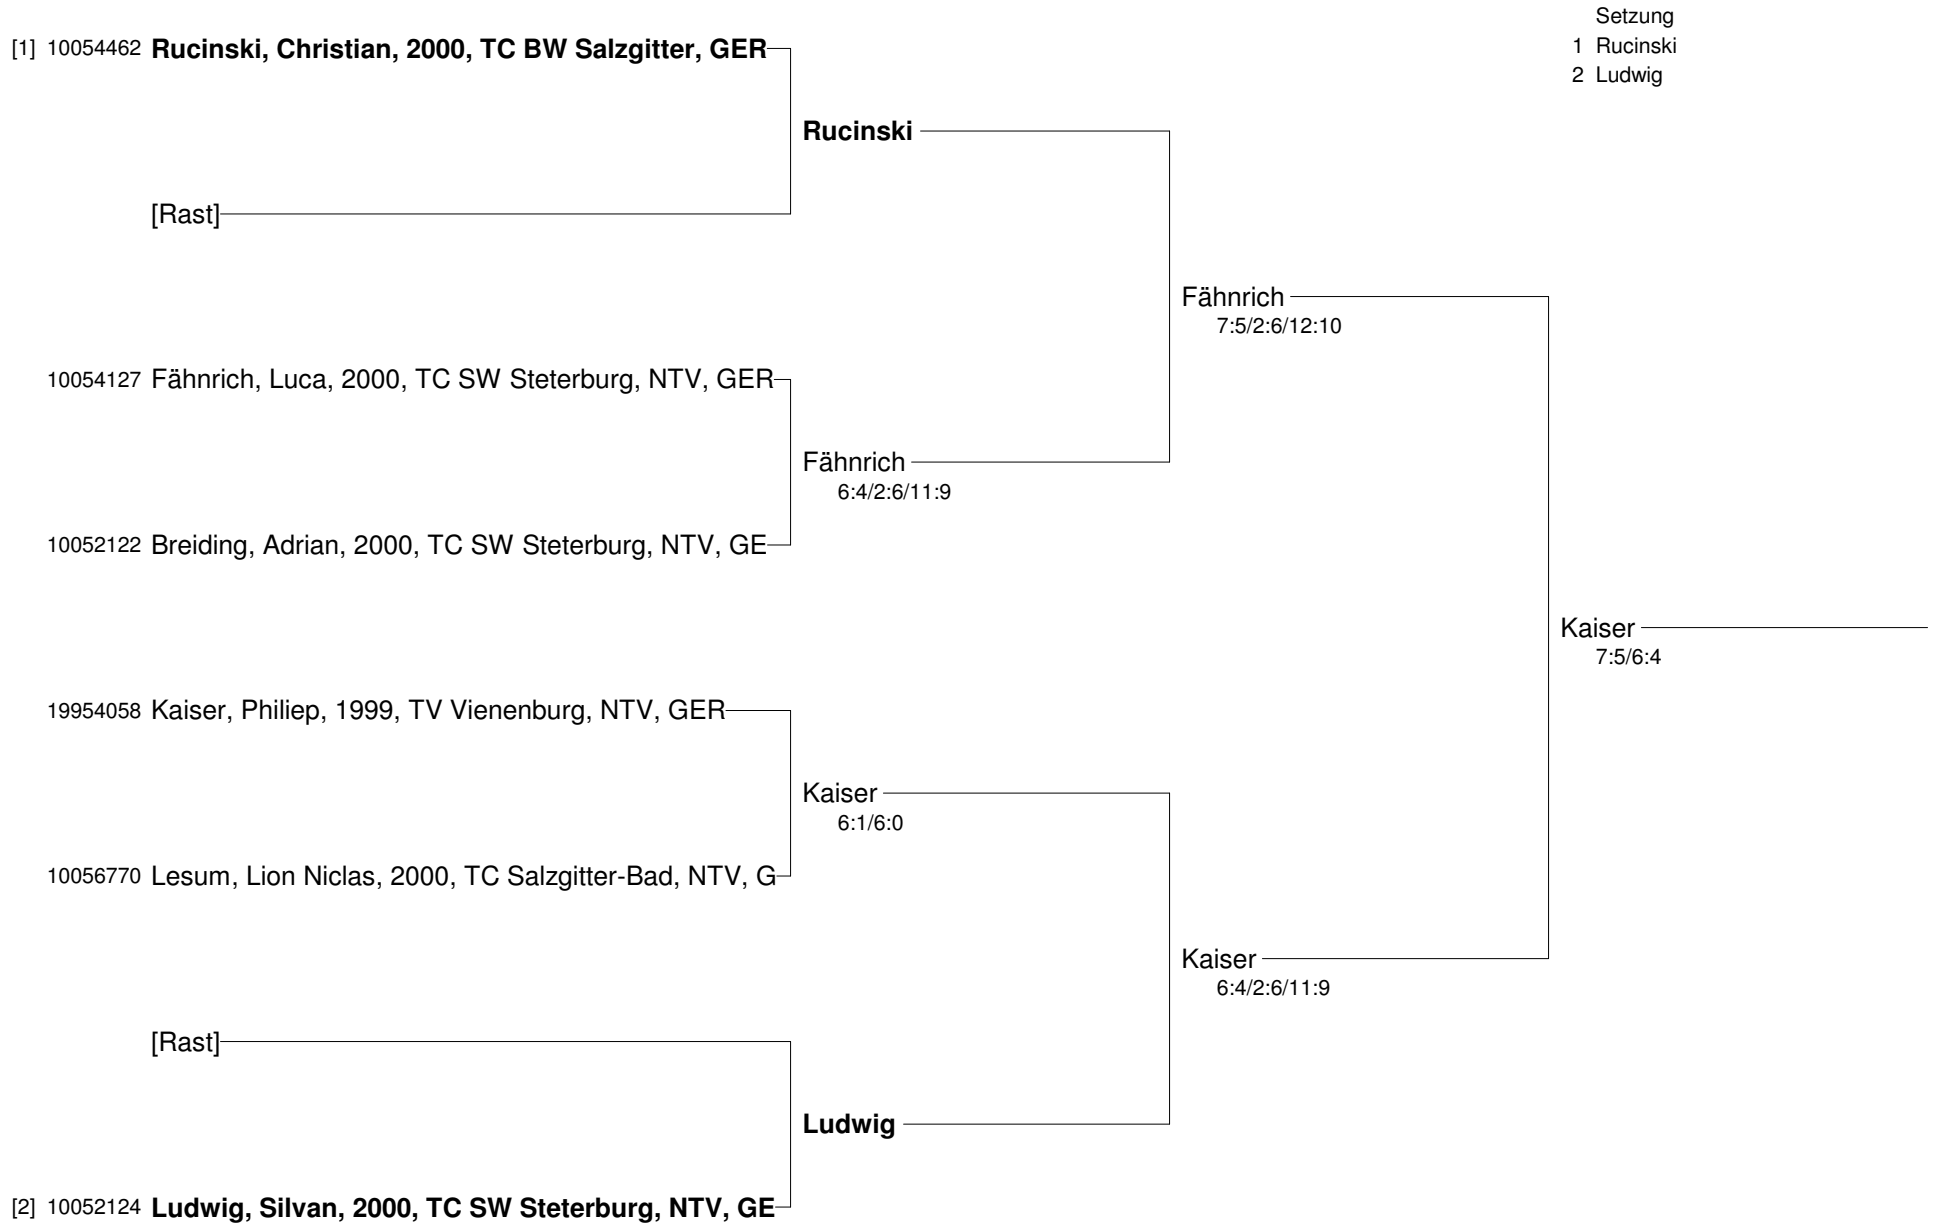 Setzung
1 Rucinski
2 Ludwig
[1] 10054462 Rucinski, Christian, 2000, TC BW Salzgitter, GER
Rucinski
[Rast]
Fähnrich
7:5/2:6/12:10
10054127 Fähnrich, Luca, 2000, TC SW Steterburg, NTV, GER
Fähnrich
6:4/2:6/11:9
10052122 Breiding, Adrian, 2000, TC SW Steterburg, NTV, GE
Kaiser
7:5/6:4
19954058 Kaiser, Philiep, 1999, TV Vienenburg, NTV, GER
Kaiser
6:1/6:0
10056770 Lesum, Lion Niclas, 2000, TC Salzgitter-Bad, NTV, G
Kaiser
6:4/2:6/11:9
[Rast]
Ludwig
[2] 10052124 Ludwig, Silvan, 2000, TC SW Steterburg, NTV, GE